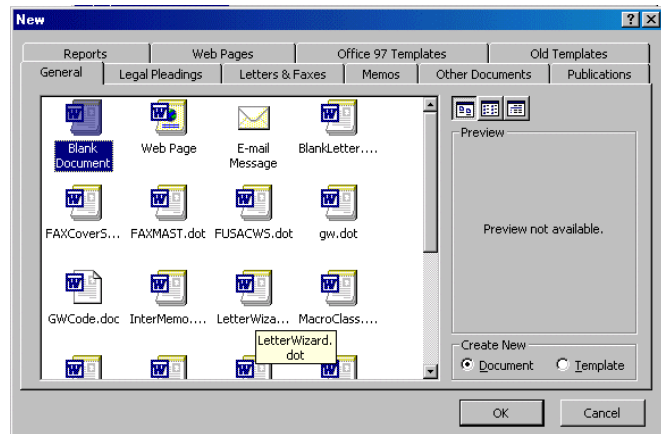 New
Reports Web Pages Office 97 Templates Old Templates
General Legal Pleadings Letters & Faxes Memos Other Documents Publications
Blank Document
Web Page
E-mail Message
BlankLetter....
FAXCoverS... FAXMAST.dot FUSACWS.dot gw.dot
GWCode.doc InterMemo.... LetterWiza... MacroClass....
LetterWizard.
dot
Preview
Preview not available.
Create New
Document Template
OK Cancel